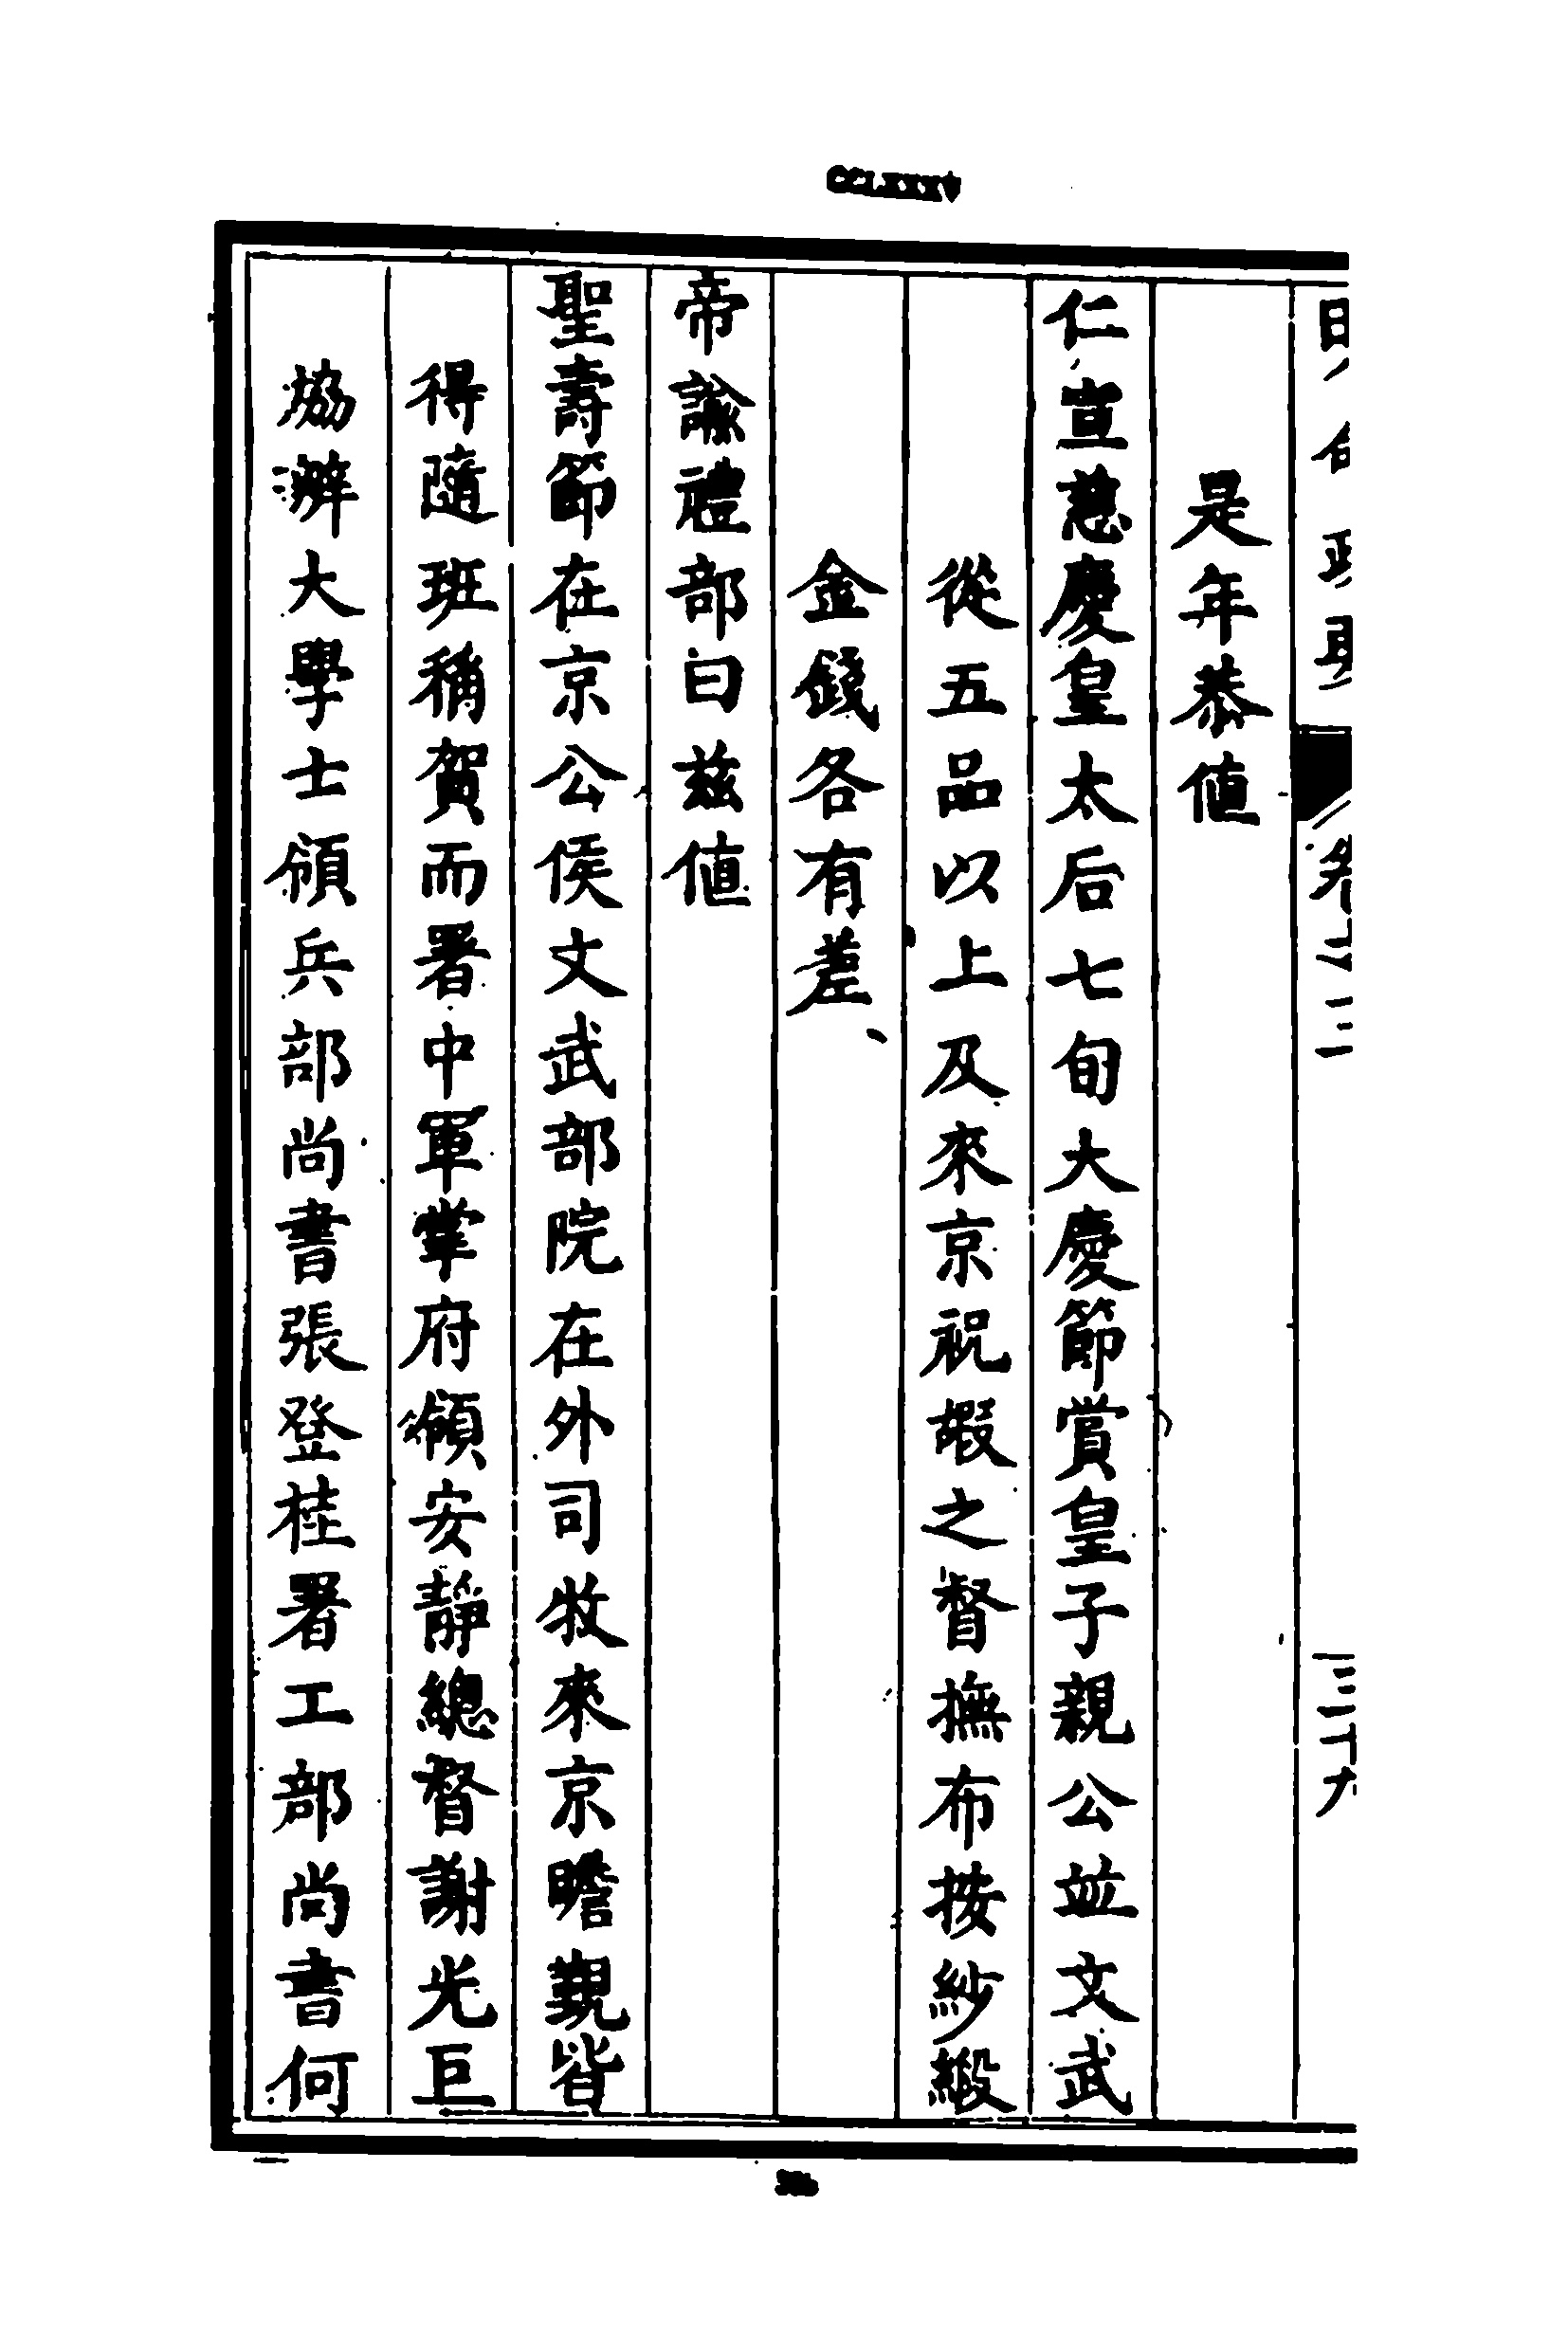 CCLXXXV
是年恭値
仁宣慈慶皇太后七旬大慶節賞皇子親公並文武
從五品以上及來京祝嘏之督撫布按紗緞
金錢各有差、
帝諭禮部曰茲値
聖壽節在京公侯文武部院在外司牧來京瞻覲皆
得隨班稱賀而署中軍掌府領安靜總督謝光巨
協辦大學士領兵部尚書張登桂署工部尚書何